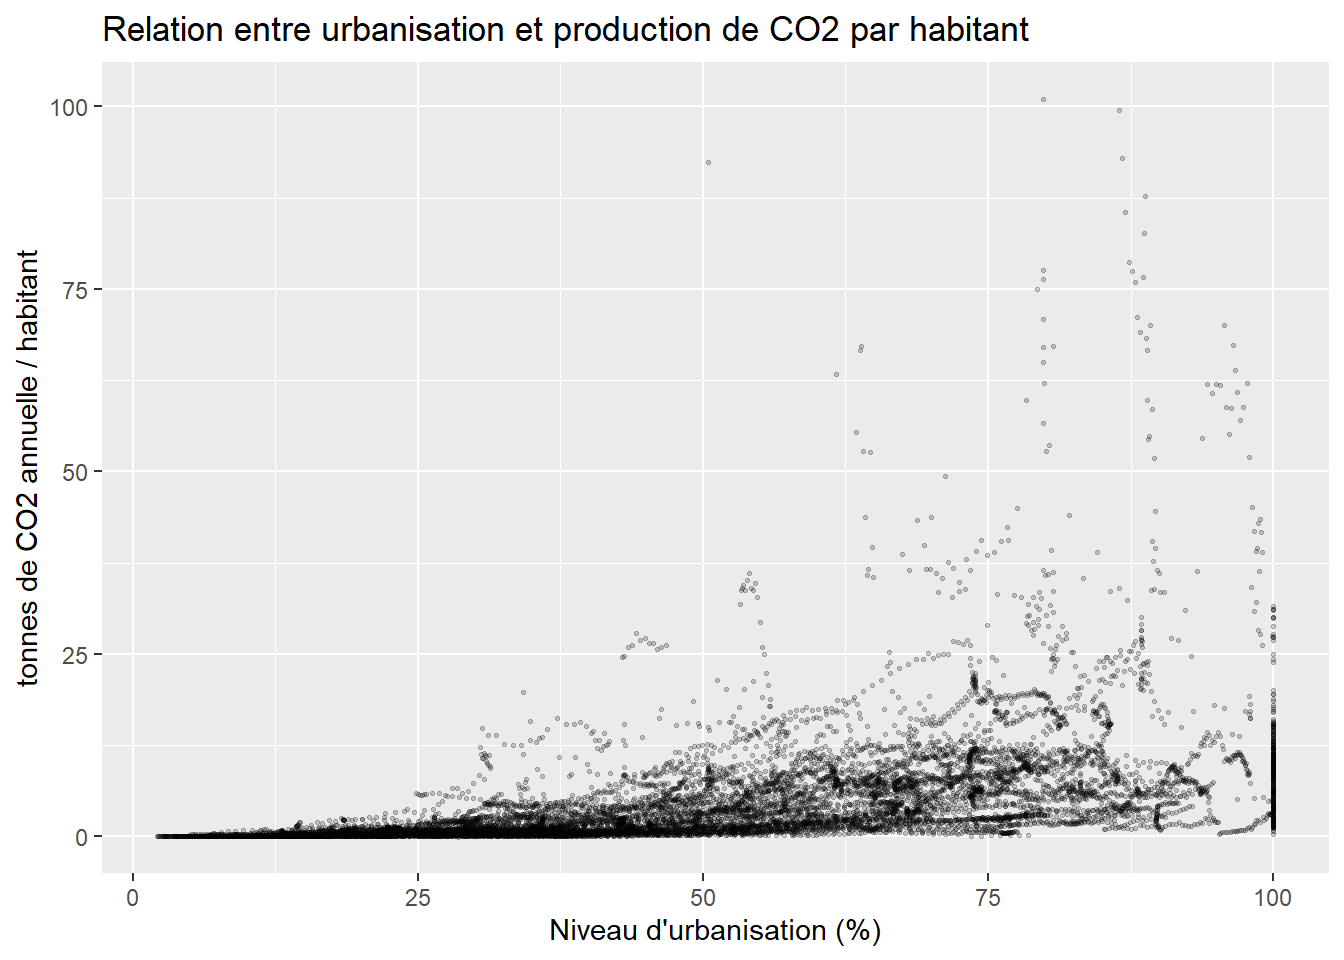 Relation entre urbanisation et production de CO2 par habitant
100
75
50
25
0
tonnes de CO2 annuelle / habitant
0 25 50 75 100
Niveau d'urbanisation (%)